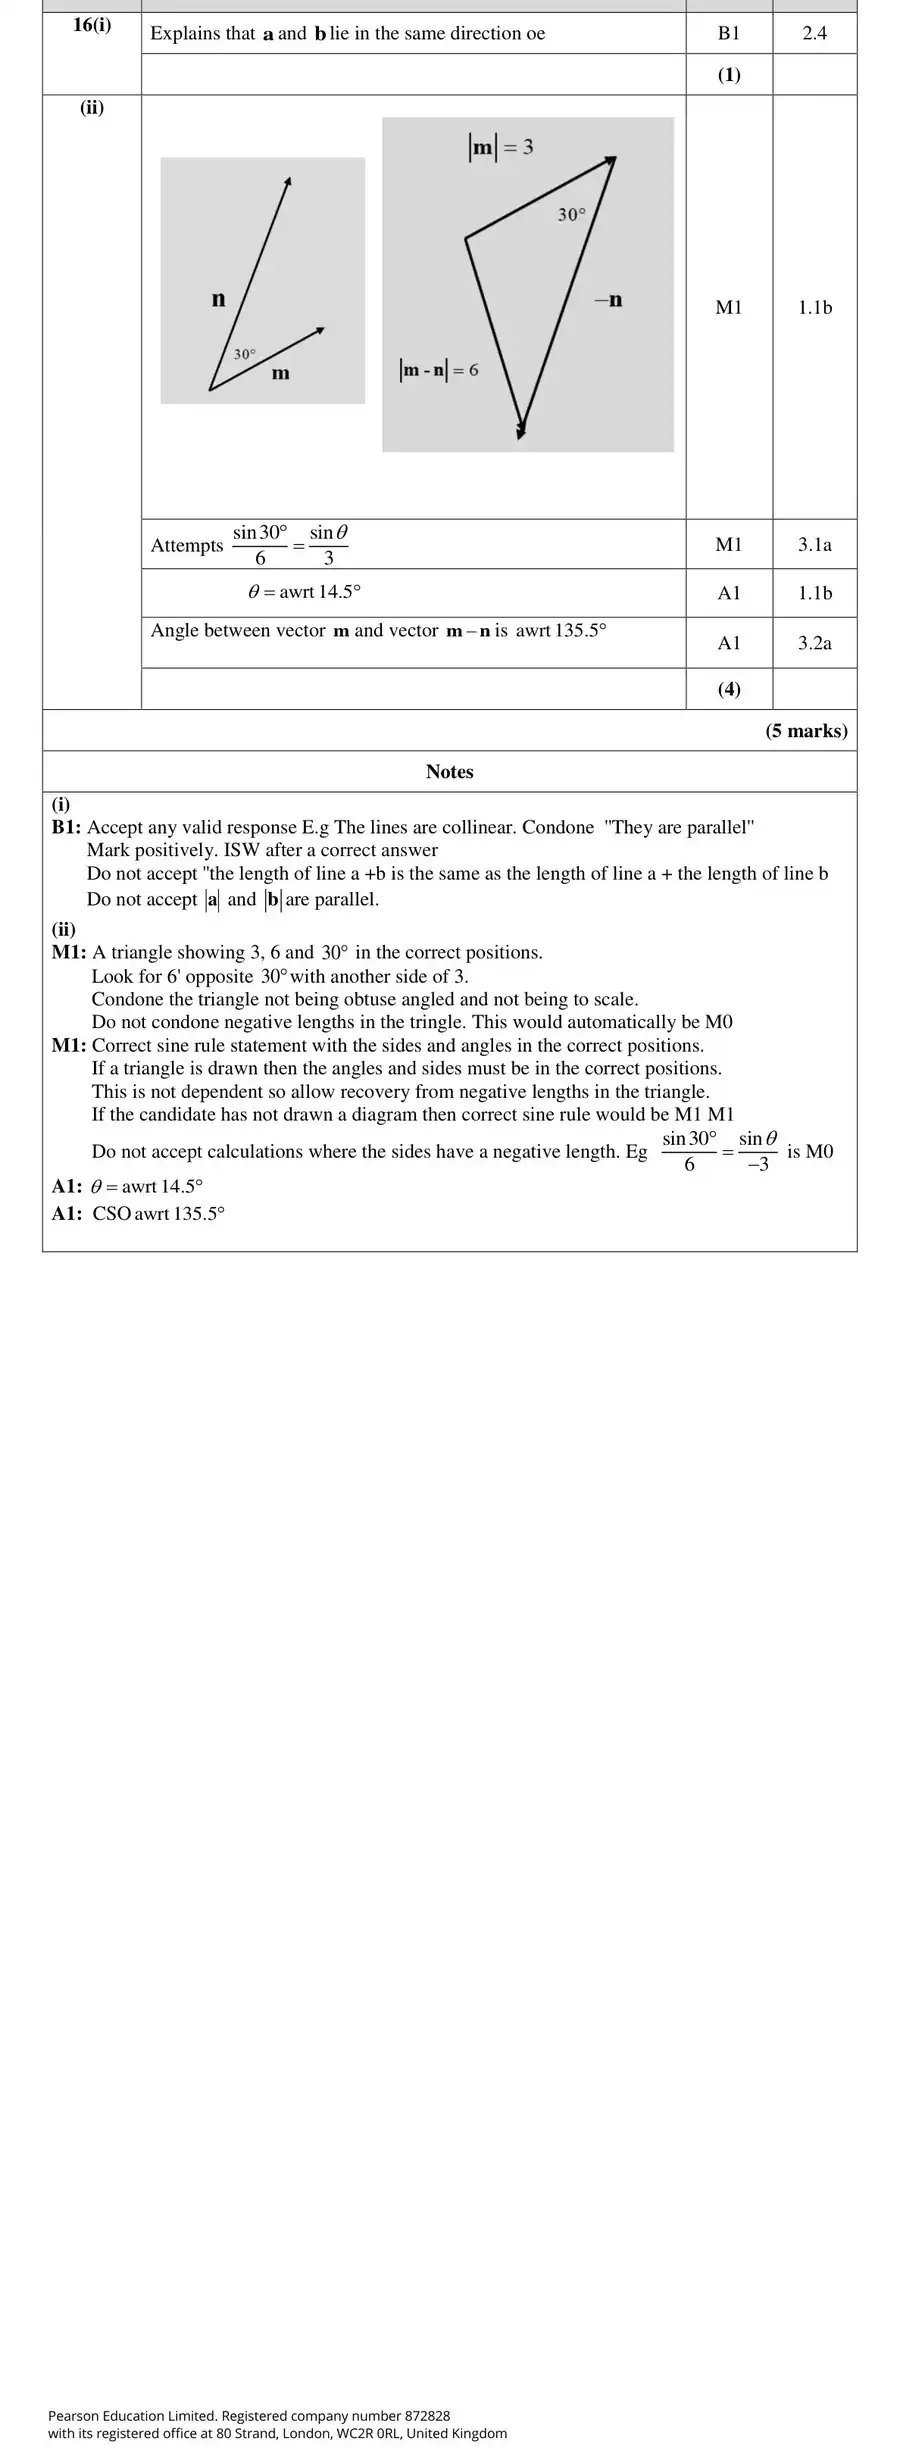 16(i) Explains that a and b lie in the same direction oe B1 2.4
(1)
(ii)
|m| = 3
30°
n
–n
M1 1.1b
30°
m
|m - n| = 6
Attempts sin 30°/6 = sin θ/3 M1 3.1a
θ = awrt 14.5° A1 1.1b
Angle between vector m and vector m – n is awrt 135.5° A1 3.2a
(4)
(5 marks)
Notes
(i)
B1: Accept any valid response E.g The lines are collinear. Condone "They are parallel"
Mark positively. ISW after a correct answer
Do not accept "the length of line a +b is the same as the length of line a + the length of line b
Do not accept |a| and |b| are parallel.
(ii)
M1: A triangle showing 3, 6 and 30° in the correct positions.
Look for 6' opposite 30° with another side of 3.
Condone the triangle not being obtuse angled and not being to scale.
Do not condone negative lengths in the tringle. This would automatically be M0
M1: Correct sine rule statement with the sides and angles in the correct positions.
If a triangle is drawn then the angles and sides must be in the correct positions.
This is not dependent so allow recovery from negative lengths in the triangle.
If the candidate has not drawn a diagram then correct sine rule would be M1 M1
Do not accept calculations where the sides have a negative length. Eg sin 30°/6 = sin θ/–3 is M0
A1: θ = awrt 14.5°
A1: CSO awrt 135.5°
Pearson Education Limited. Registered company number 872828
with its registered office at 80 Strand, London, WC2R 0RL, United Kingdom